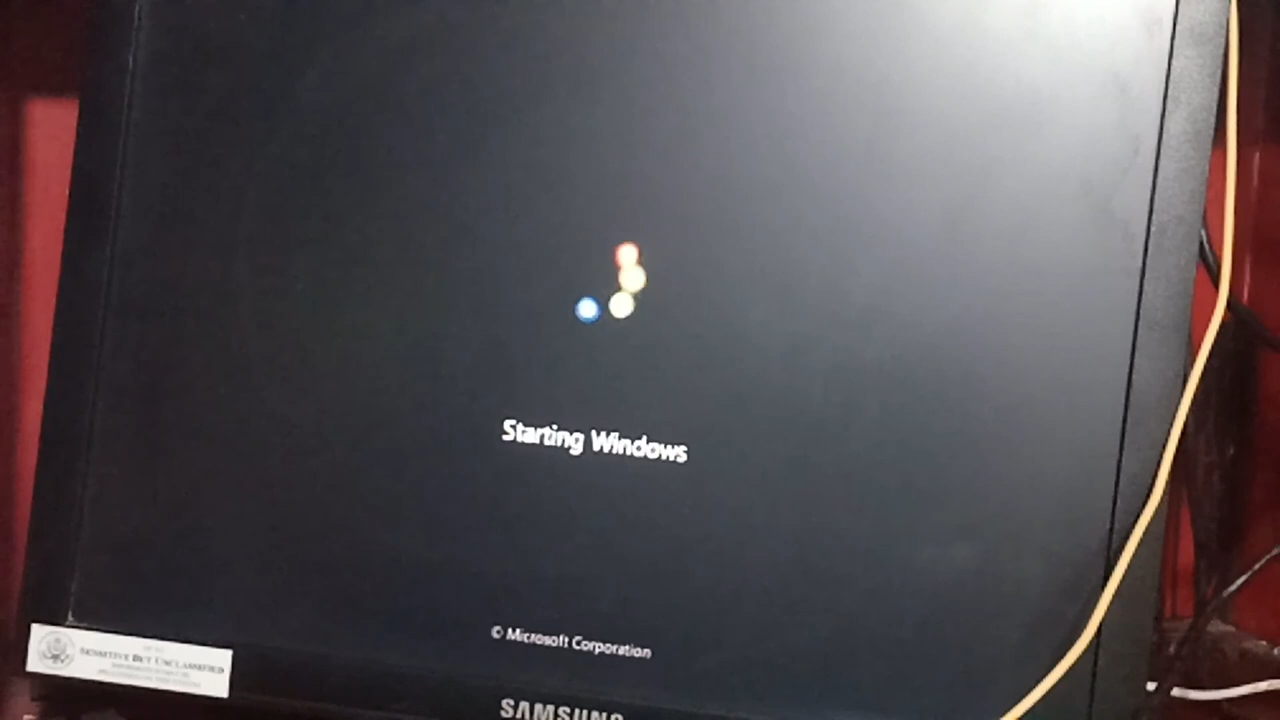 Starting Windows
© Microsoft Corporation
SENSITIVE BUT UNCLASSIFIED
SAMSUNG